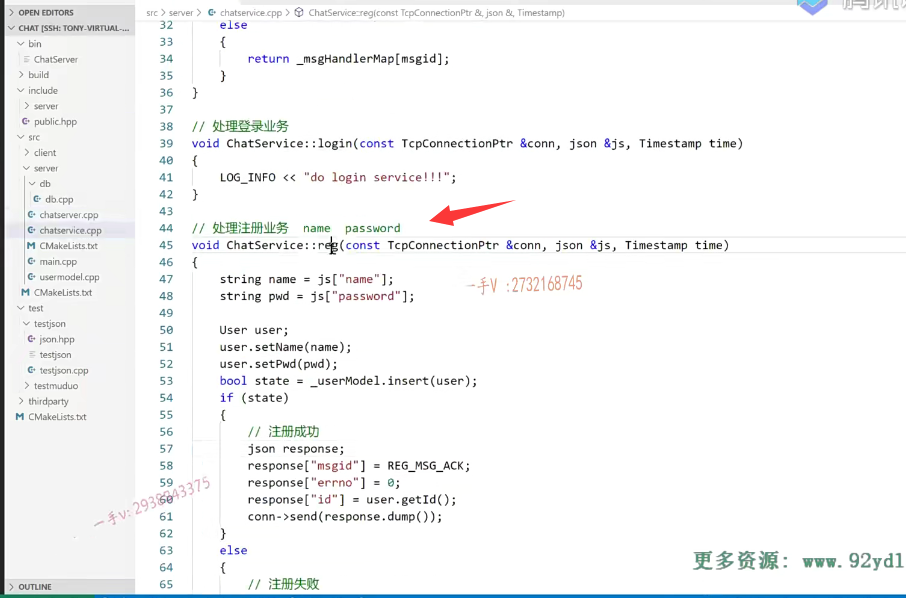 OPEN EDITORS
CHAT [SSH: TONY-VIRTUAL-...
bin
ChatServer
build
include
server
public.hpp
src
client
server
db
db.cpp
chatserver.cpp
chatservice.cpp
CMakeLists.txt
main.cpp
usermodel.cpp
CMakeLists.txt
test
testjson
json.hpp
testjson
testjson.cpp
testmuduo
thirdparty
CMakeLists.txt
OUTLINE
src > server > chatservice.cpp > ChatService::reg(const TcpConnectionPtr &, json &, Timestamp)
32 else
33 {
34 return _msgHandlerMap[msgid];
35 }
36 }
37
38 // 处理登录业务
39 void ChatService::login(const TcpConnectionPtr &conn, json &js, Timestamp time)
40 {
41 LOG_INFO << "do login service!!!";
42 }
43
44 // 处理注册业务 name password
45 void ChatService::reg(const TcpConnectionPtr &conn, json &js, Timestamp time)
46 {
47 string name = js["name"];
48 string pwd = js["password"];
49
50 User user;
51 user.setName(name);
52 user.setPwd(pwd);
53 bool state = _userModel.insert(user);
54 if (state)
55 {
56 // 注册成功
57 json response;
58 response["msgid"] = REG_MSG_ACK;
59 response["errno"] = 0;
60 response["id"] = user.getId();
61 conn->send(response.dump());
62 }
63 else
64 {
65 // 注册失败
一手V :2732168745
一手V:2938343375
更多资源: www.92yd1